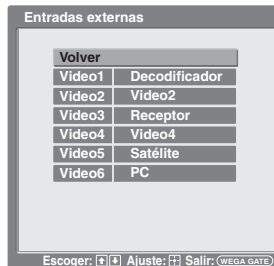 Entradas externas
Volver
Video1 Decodificador
Video2 Video2
Video3 Receptor
Video4 Video4
Video5 Satélite
Video6 PC
Escoger: Ajuste: Salir: WEGA GATE